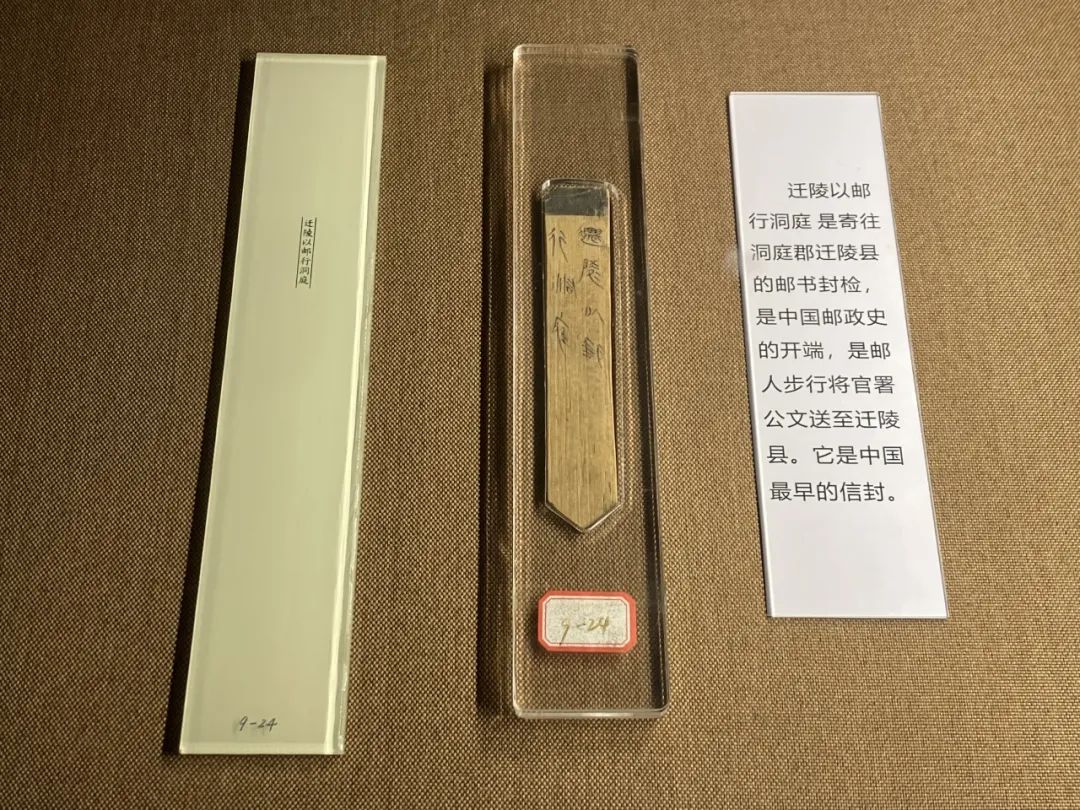 迁陵以邮行洞庭
9-24
遷陵以郵
行洞庭
9-24
迁陵以邮
行洞庭 是寄往
洞庭郡迁陵县
的邮书封检，
是中国邮政史
的开端，是邮
人步行将官署
公文送至迁陵
县。它是中国
最早的信封。